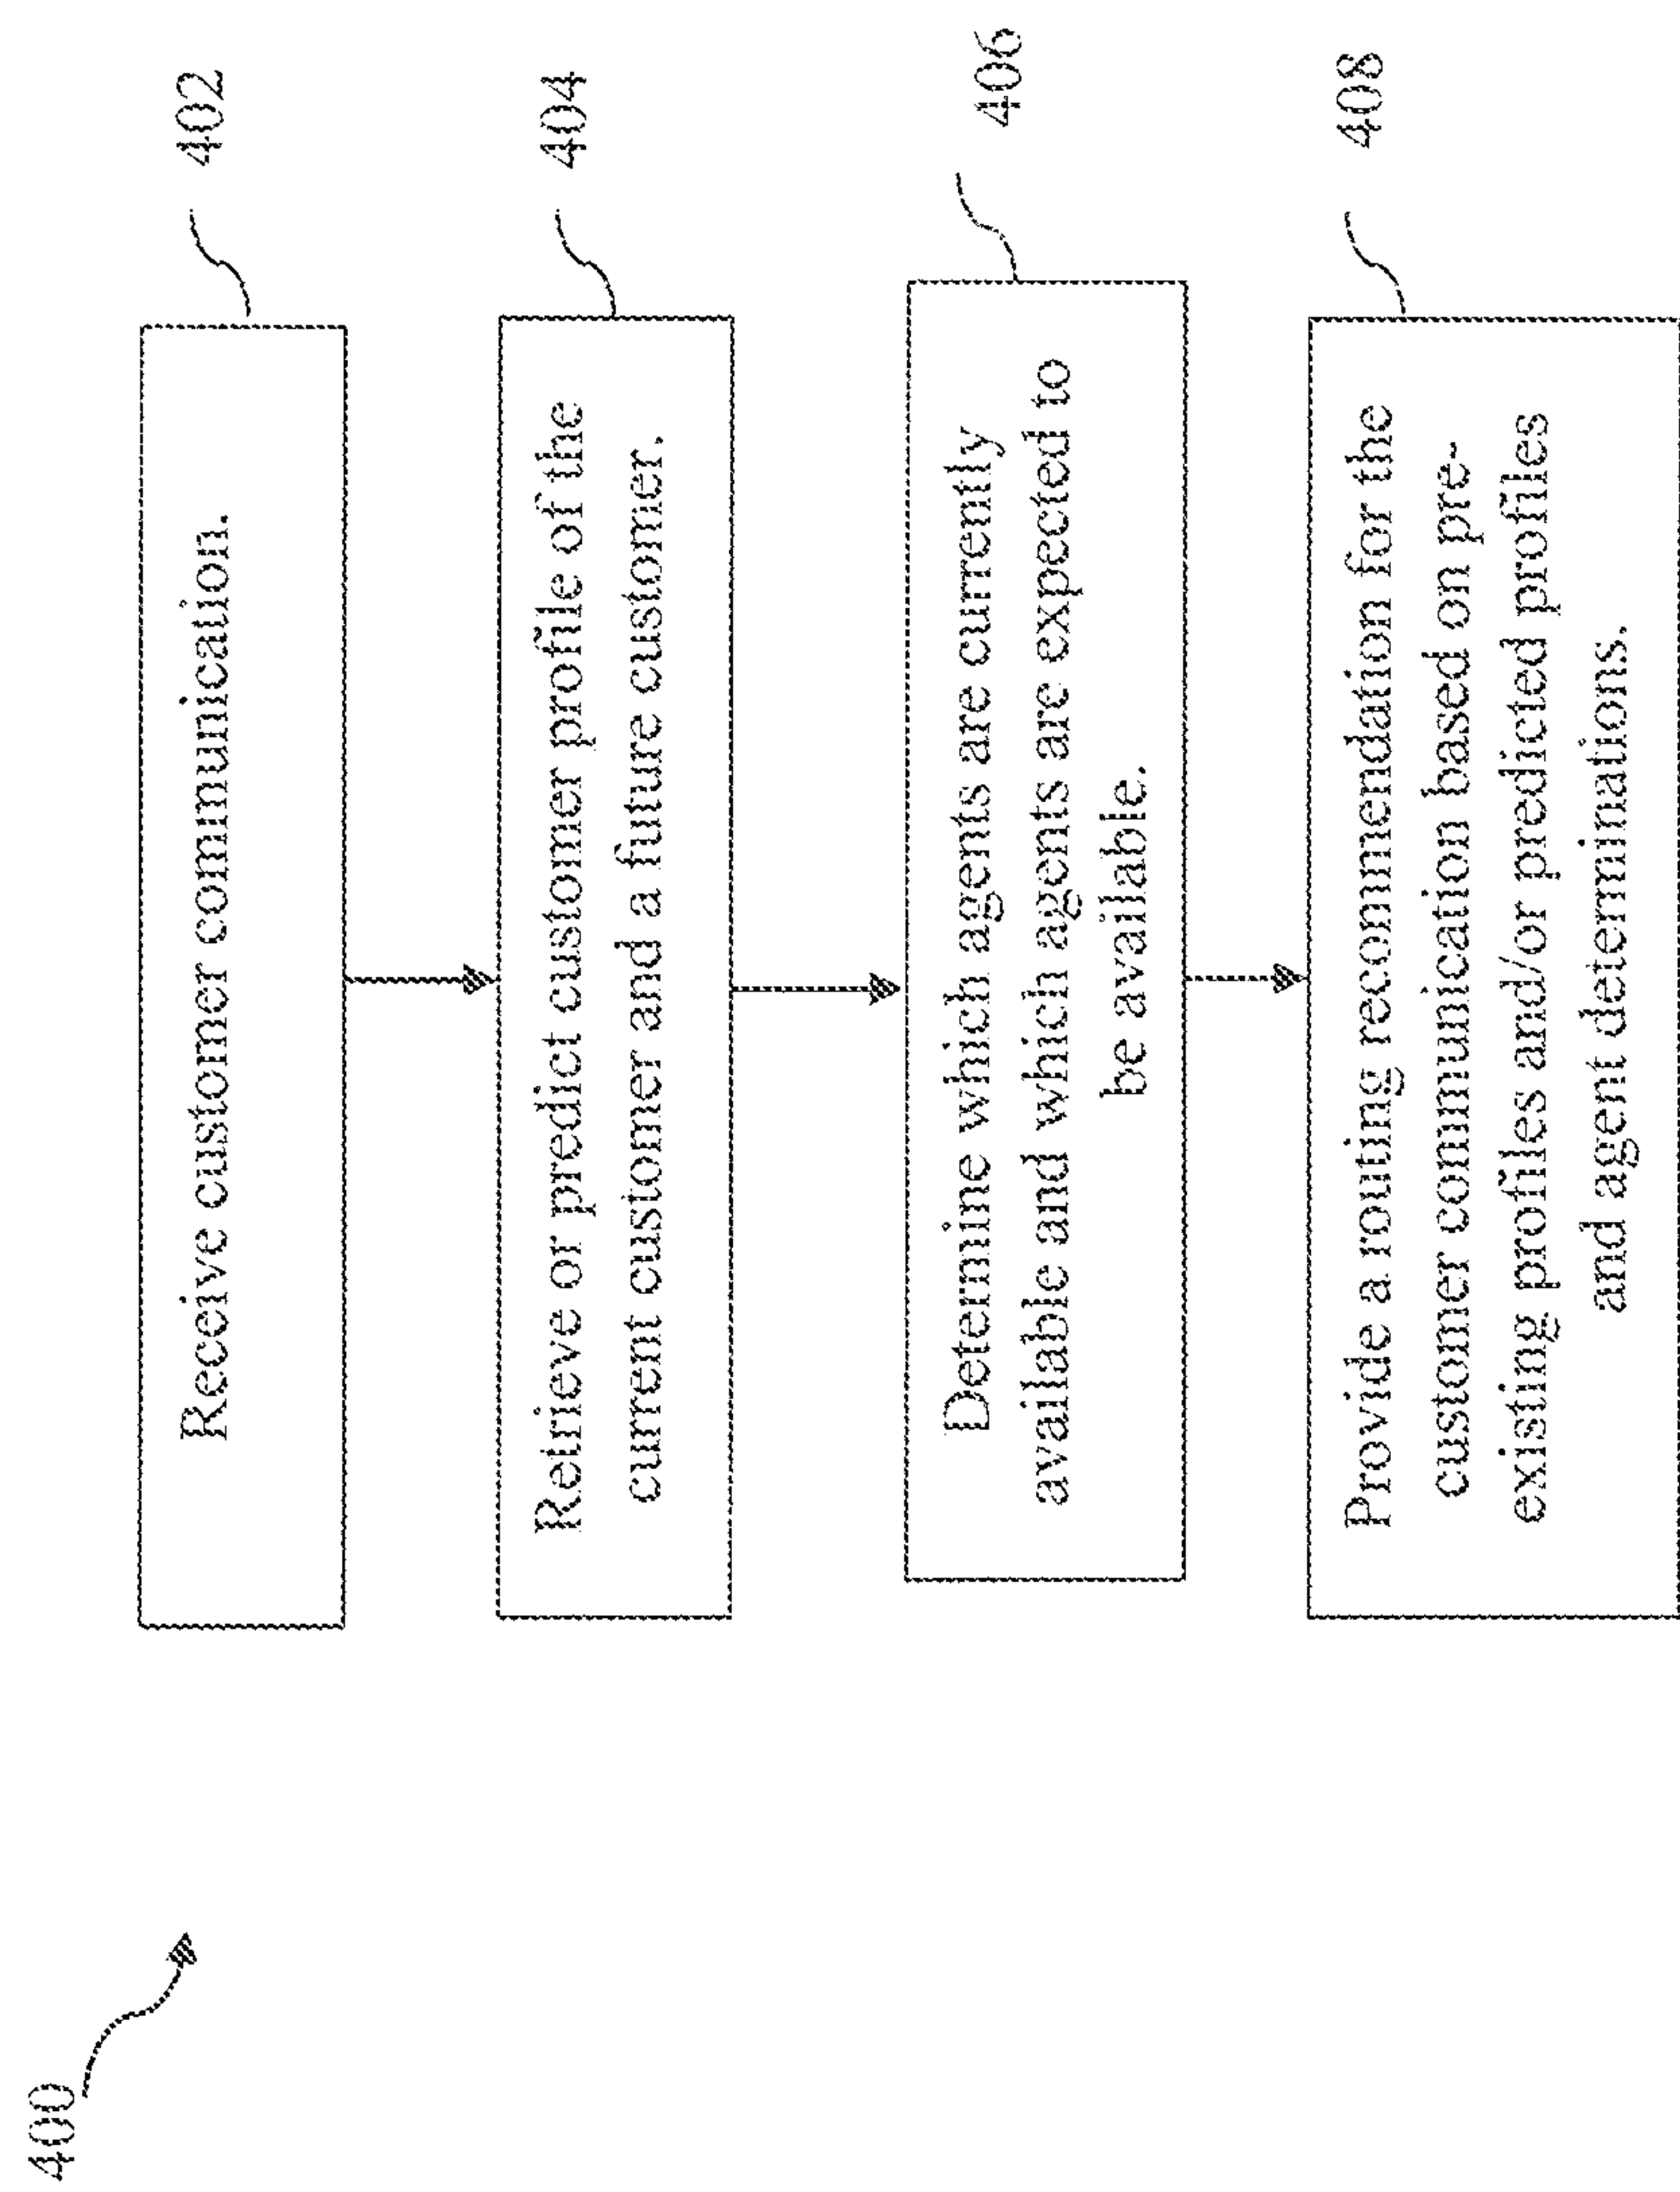 400
402
Receive customer communication.
404
Retrieve or predict customer profile of the
current customer and a future customer.
406
Determine which agents are currently
available and which agents are expected to
be available.
408
Provide a routing recommendation for the
customer communication based on pre-
existing profiles and/or predicted profiles
and agent determinations.